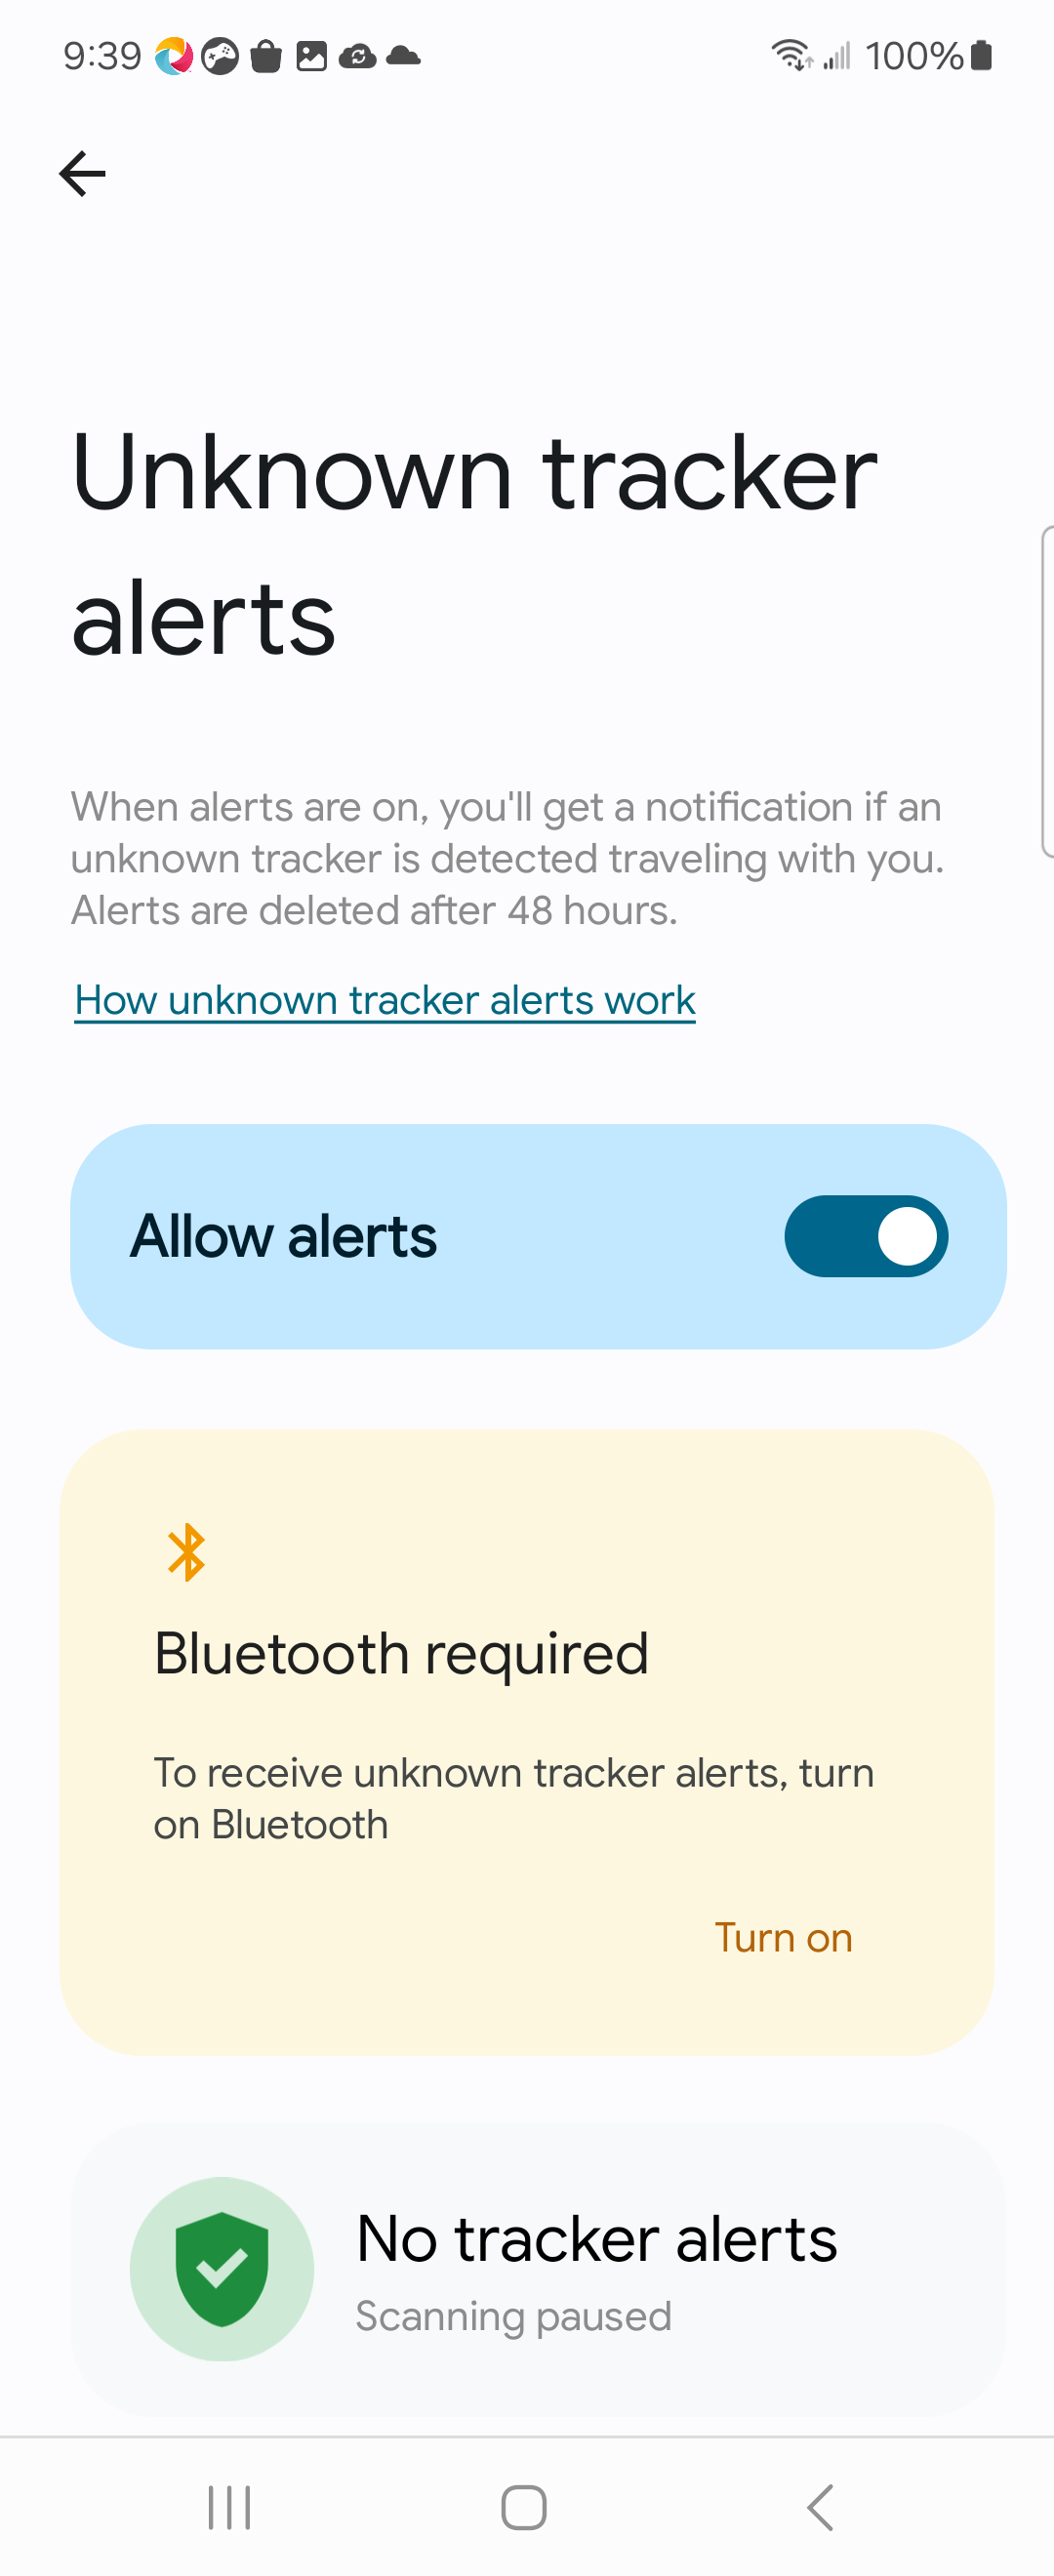 9:39
100%
Unknown tracker
alerts
When alerts are on, you'll get a notification if an
unknown tracker is detected traveling with you.
Alerts are deleted after 48 hours.
How unknown tracker alerts work
Allow alerts
Bluetooth required
To receive unknown tracker alerts, turn
on Bluetooth
Turn on
No tracker alerts
Scanning paused